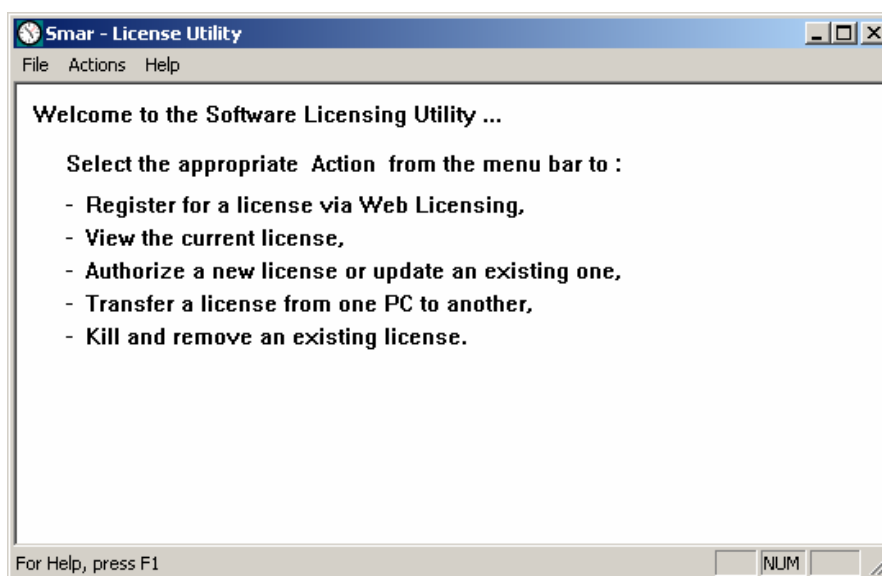 Smar - License Utility
File Actions Help
Welcome to the Software Licensing Utility ...
Select the appropriate Action from the menu bar to :
- Register for a license via Web Licensing,
- View the current license,
- Authorize a new license or update an existing one,
- Transfer a license from one PC to another,
- Kill and remove an existing license.
For Help, press F1 NUM